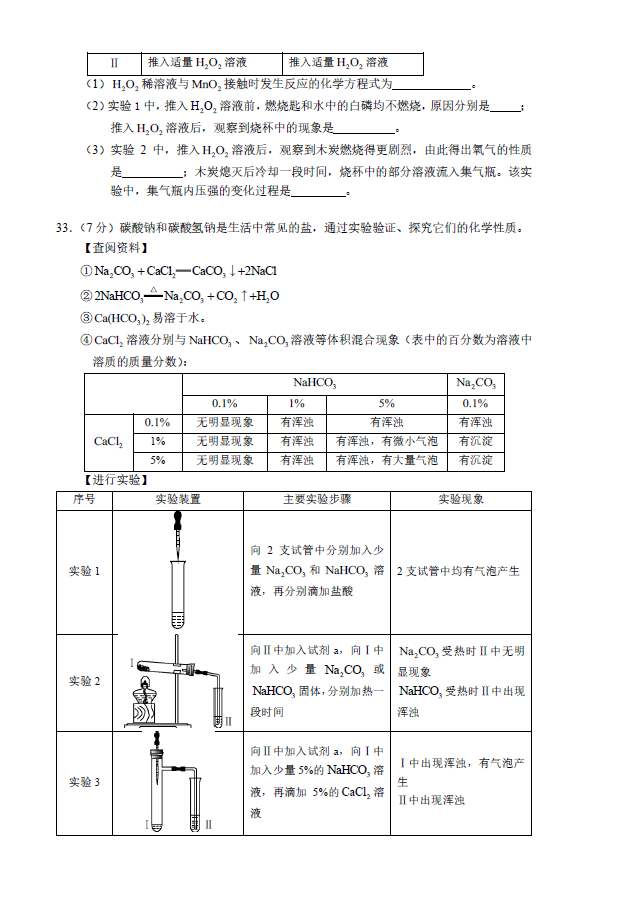 Ⅱ 推入适量H₂O₂溶液 推入适量H₂O₂溶液
（1）H₂O₂稀溶液与MnO₂接触时发生反应的化学方程式为______________。
（2）实验1中，推入H₂O₂溶液前，燃烧匙和水中的白磷均不燃烧，原因分别是_____；
推入H₂O₂溶液后，观察到烧杯中的现象是__________。
（3）实验2中，推入H₂O₂溶液后，观察到木炭燃烧得更剧烈，由此得出氧气的性质
是__________；木炭熄灭后冷却一段时间，烧杯中的部分溶液流入集气瓶。该实
验中，集气瓶内压强的变化过程是_________。
33.（7分）碳酸钠和碳酸氢钠是生活中常见的盐，通过实验验证、探究它们的化学性质。
【查阅资料】
①Na₂CO₃＋CaCl₂══CaCO₃↓+2NaCl
②2NaHCO₃══△Na₂CO₃＋CO₂↑+H₂O
③Ca(HCO₃)₂易溶于水。
④CaCl₂溶液分别与NaHCO₃、Na₂CO₃溶液等体积混合现象（表中的百分数为溶液中
溶质的质量分数）：
NaHCO₃ Na₂CO₃
0.1% 1% 5% 0.1%
CaCl₂ 0.1% 无明显现象 有浑浊 有浑浊 有浑浊
1% 无明显现象 有浑浊 有浑浊，有微小气泡 有沉淀
5% 无明显现象 有浑浊 有浑浊，有大量气泡 有沉淀
【进行实验】
序号 实验装置 主要实验步骤 实验现象
实验1
向2支试管中分别加入少
量Na₂CO₃和NaHCO₃溶
液，再分别滴加盐酸
2支试管中均有气泡产生
实验2
Ⅰ
Ⅱ
向Ⅱ中加入试剂a，向Ⅰ中
加入少量Na₂CO₃或
NaHCO₃固体，分别加热一
段时间
Na₂CO₃受热时Ⅱ中无明
显现象
NaHCO₃受热时Ⅱ中出现
浑浊
实验3
Ⅰ Ⅱ
向Ⅱ中加入试剂a，向Ⅰ中
加入少量5%的NaHCO₃溶
液，再滴加5%的CaCl₂溶
液
Ⅰ中出现浑浊，有气泡产
生
Ⅱ中出现浑浊